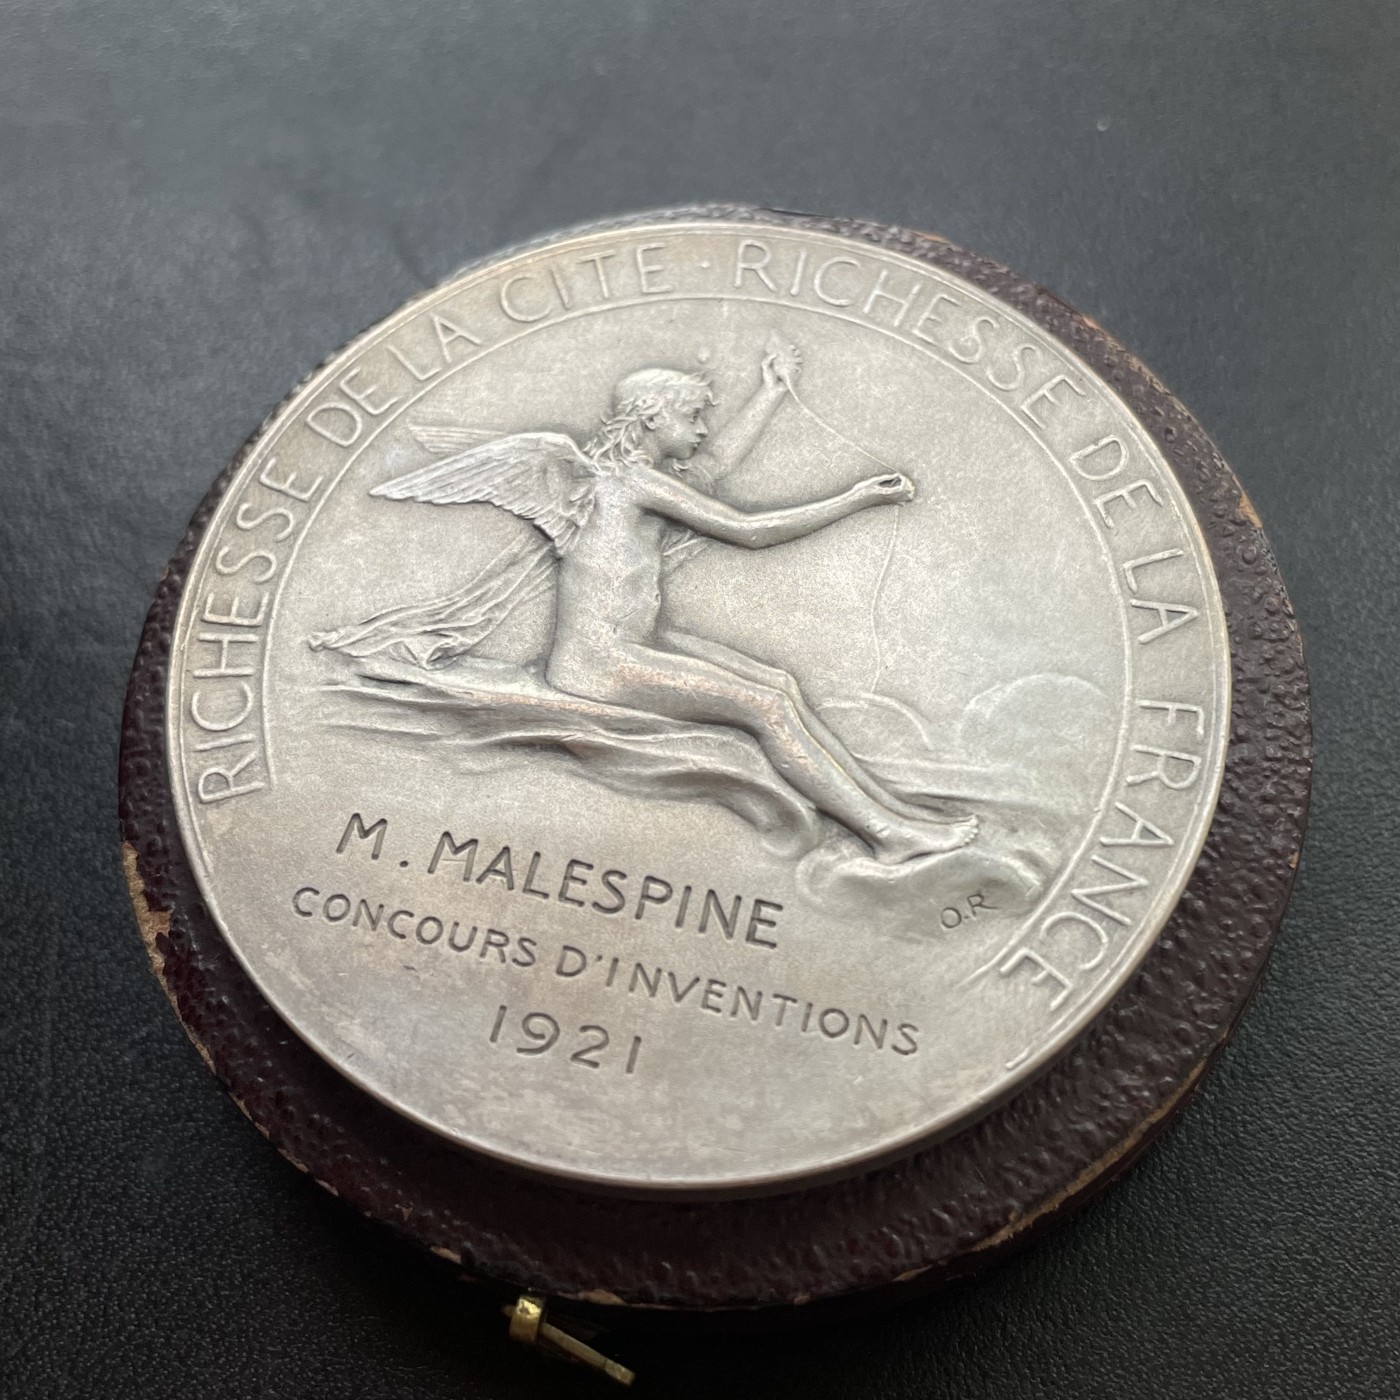 RICHESSE DE LA CITE · RICHESSE DE LA FRANCE
M. MALESPINE
CONCOURS D'INVENTIONS
1921
O.R